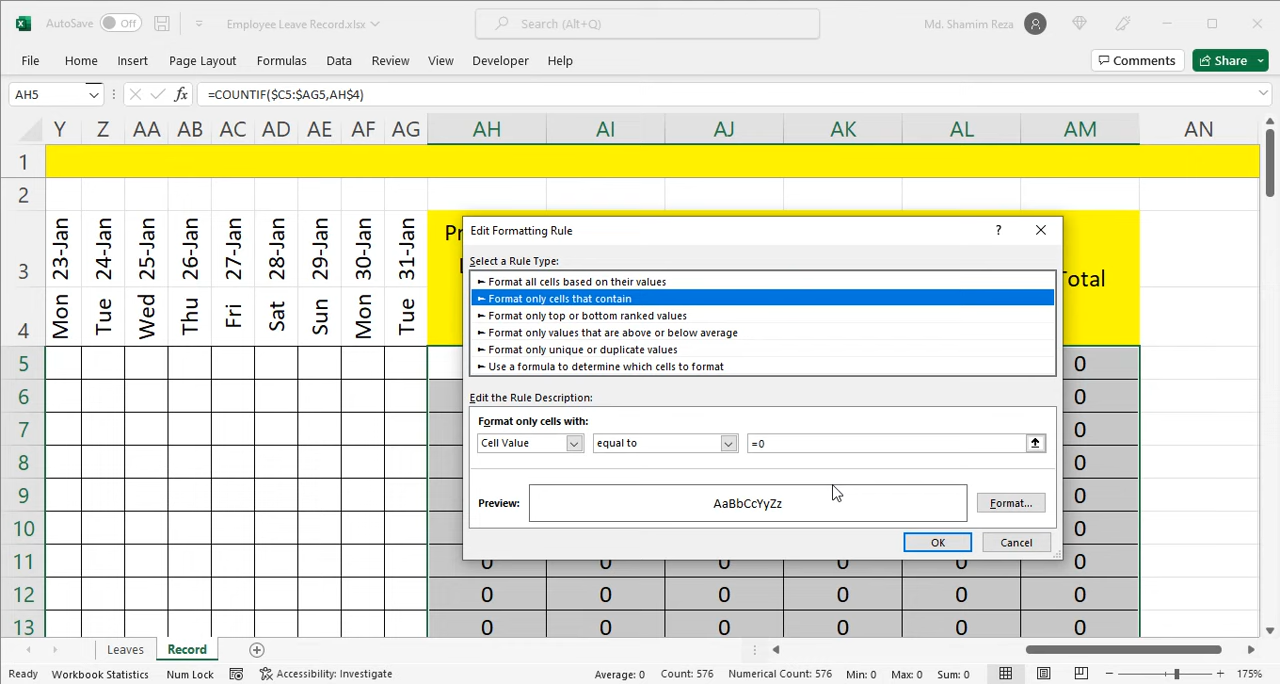 AutoSave Off Employee Leave Record.xlsx Search (Alt+Q) Md. Shamim Reza
File Home Insert Page Layout Formulas Data Review View Developer Help Comments Share
AH5 fx =COUNTIF($C5:$AG5,AH$4)
Y Z AA AB AC AD AE AF AG AH AI AJ AK AL AM AN
1
2
3 23-Jan 24-Jan 25-Jan 26-Jan 27-Jan 28-Jan 29-Jan 30-Jan 31-Jan
4 Mon Tue Wed Thu Fri Sat Sun Mon Tue
Edit Formatting Rule ?
Select a Rule Type:
► Format all cells based on their values
► Format only cells that contain
► Format only top or bottom ranked values
► Format only values that are above or below average
► Format only unique or duplicate values
► Use a formula to determine which cells to format
Edit the Rule Description:
Format only cells with:
Cell Value equal to =0
Preview: AaBbCcYyZz Format...
OK Cancel
5 0
6 0
7 0
8 0
9 0
10 0
11 0 0 0 0 0 0
12 0 0 0 0 0 0
13 0 0 0 0 0 0
Leaves Record
Ready Workbook Statistics Num Lock Accessibility: Investigate Average: 0 Count: 576 Numerical Count: 576 Min: 0 Max: 0 Sum: 0 175%